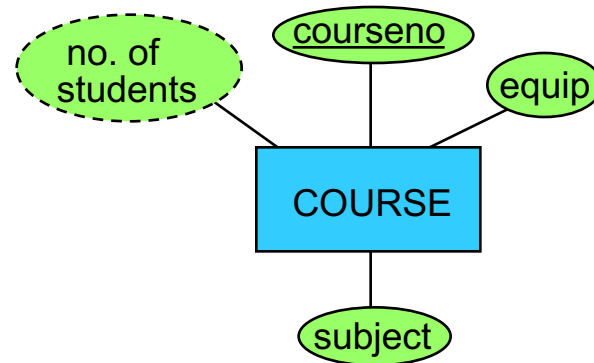 no. of
students
courseno
equip
COURSE
subject